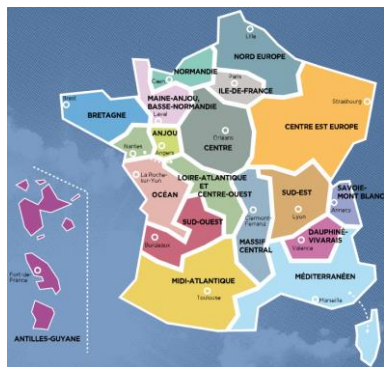 Lille
NORD EUROPE
NORMANDIE
Caen
Paris
ILE-DE-FRANCE
Brest
MAINE-ANJOU,
BASSE-NORMANDIE
Strasbourg
BRETAGNE
Laval
CENTRE EST EUROPE
ANJOU
CENTRE
Orléans
Nantes
Angers
La Roche-
sur-Yon
LOIRE-ATLANTIQUE
ET
CENTRE-OUEST
OCÉAN
SUD-EST
SAVOIE-
MONT BLANC
Annecy
Clermont-
Ferrand
Lyon
SUD-OUEST
DAUPHINÉ-
VIVARAIS
Bordeaux
MASSIF
CENTRAL
Valence
Fort-de-
France
MIDI-ATLANTIQUE
MÉDITERRANÉEN
Toulouse
Marseille
ANTILLES-GUYANE